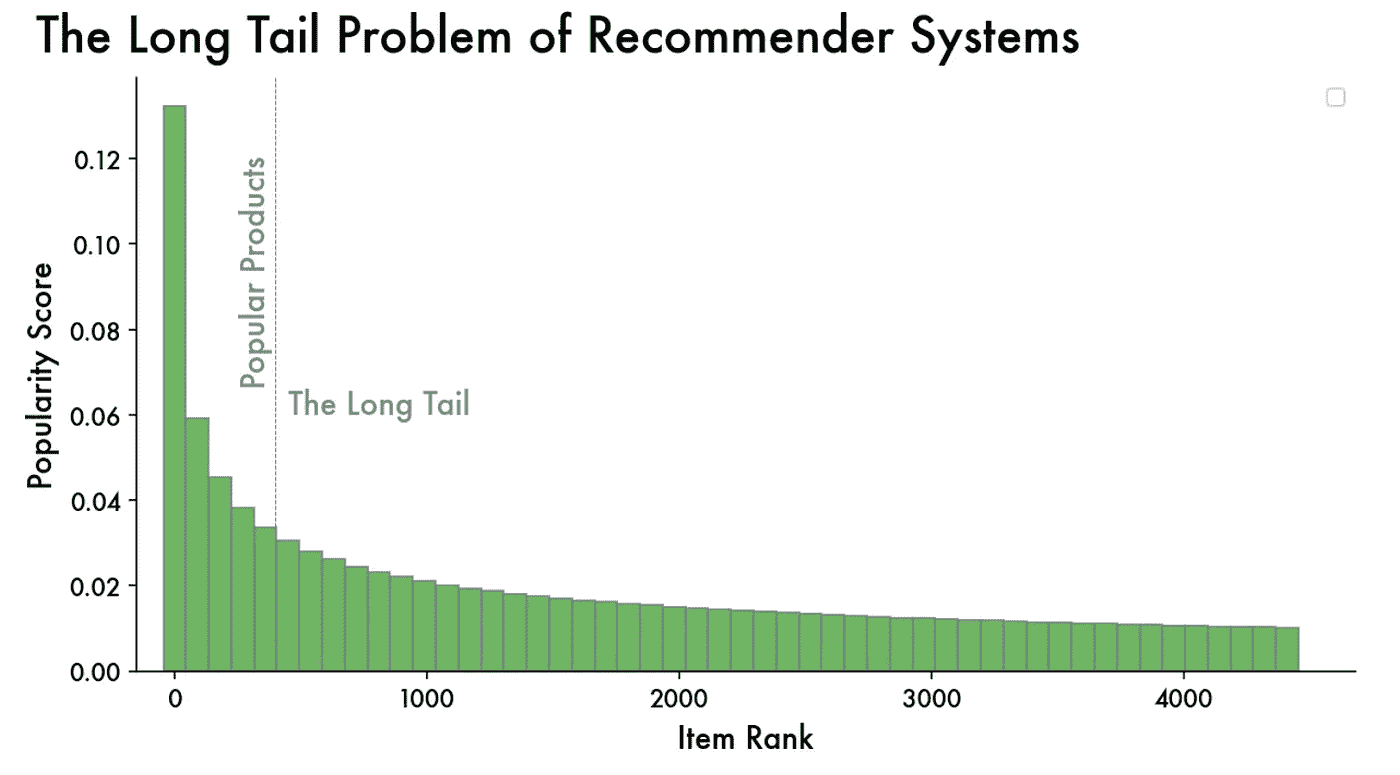 The Long Tail Problem of Recommender Systems
Popularity Score
0.12
0.10
0.08
0.06
0.04
0.02
0.00
Popular Products
The Long Tail
0
1000
2000
3000
4000
Item Rank